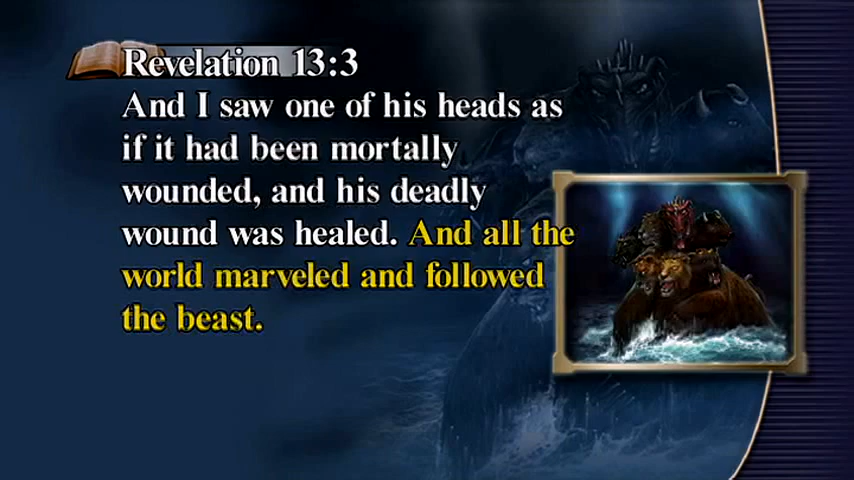 Revelation 13:3
And I saw one of his heads as
if it had been mortally
wounded, and his deadly
wound was healed. And all the
world marveled and followed
the beast.